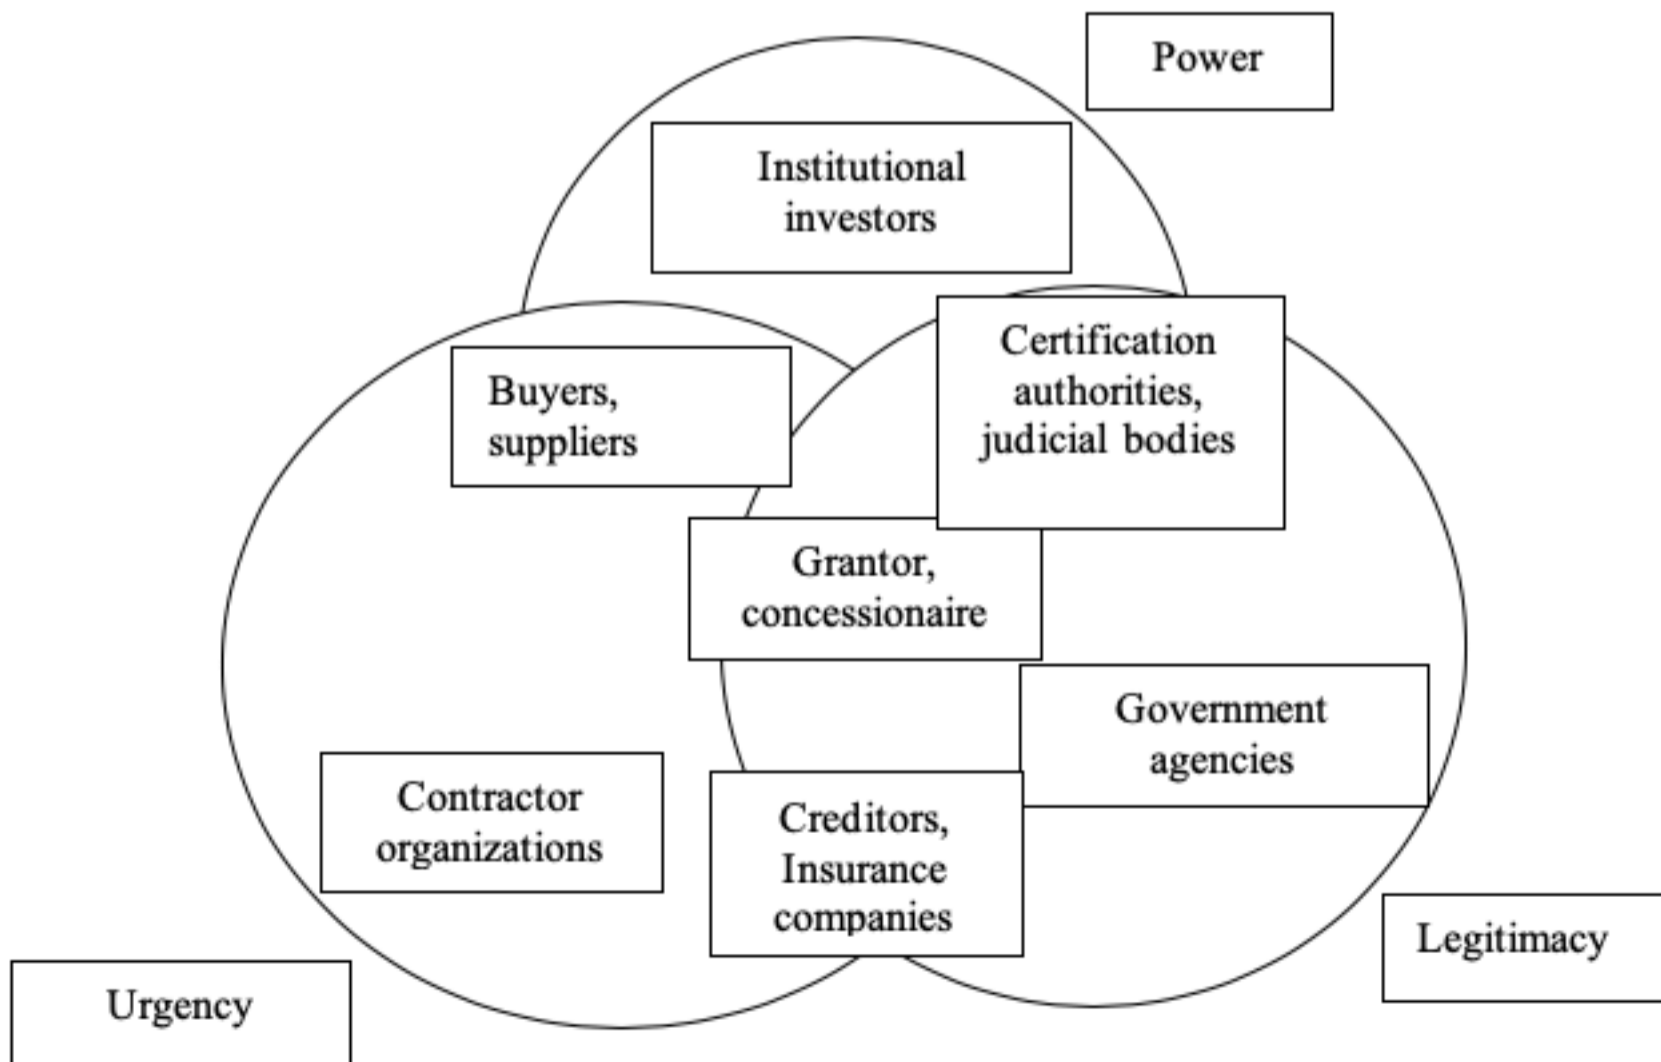 Power
Institutional
investors
Certification
authorities,
judicial bodies
Buyers,
suppliers
Grantor,
concessionaire
Government
agencies
Contractor
organizations
Creditors,
Insurance
companies
Legitimacy
Urgency